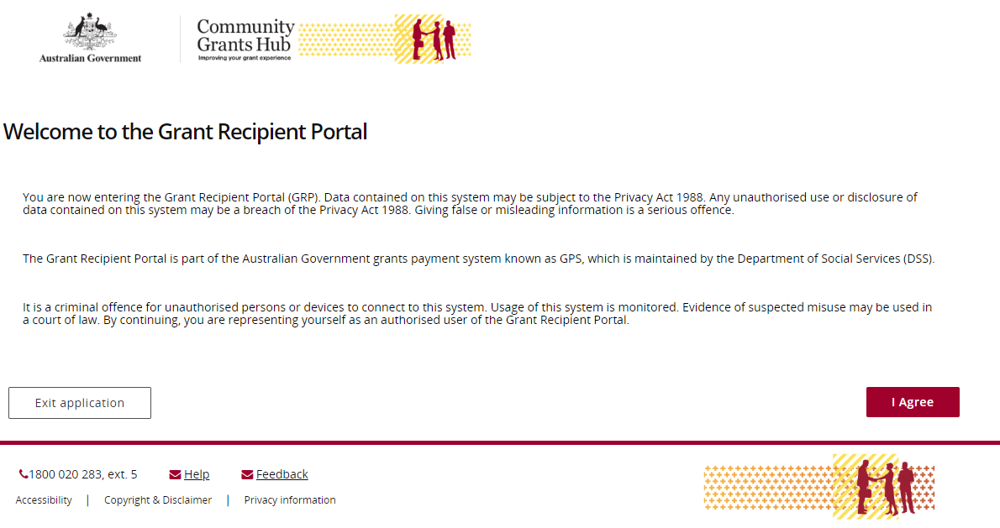 Australian Government
Community
Grants Hub
Improving your grant experience
Welcome to the Grant Recipient Portal
You are now entering the Grant Recipient Portal (GRP). Data contained on this system may be subject to the Privacy Act 1988. Any unauthorised use or disclosure of
data contained on this system may be a breach of the Privacy Act 1988. Giving false or misleading information is a serious offence.
The Grant Recipient Portal is part of the Australian Government grants payment system known as GPS, which is maintained by the Department of Social Services (DSS).
It is a criminal offence for unauthorised persons or devices to connect to this system. Usage of this system is monitored. Evidence of suspected misuse may be used in
a court of law. By continuing, you are representing yourself as an authorised user of the Grant Recipient Portal.
Exit application
I Agree
1800 020 283, ext. 5 Help Feedback
Accessibility | Copyright & Disclaimer | Privacy information